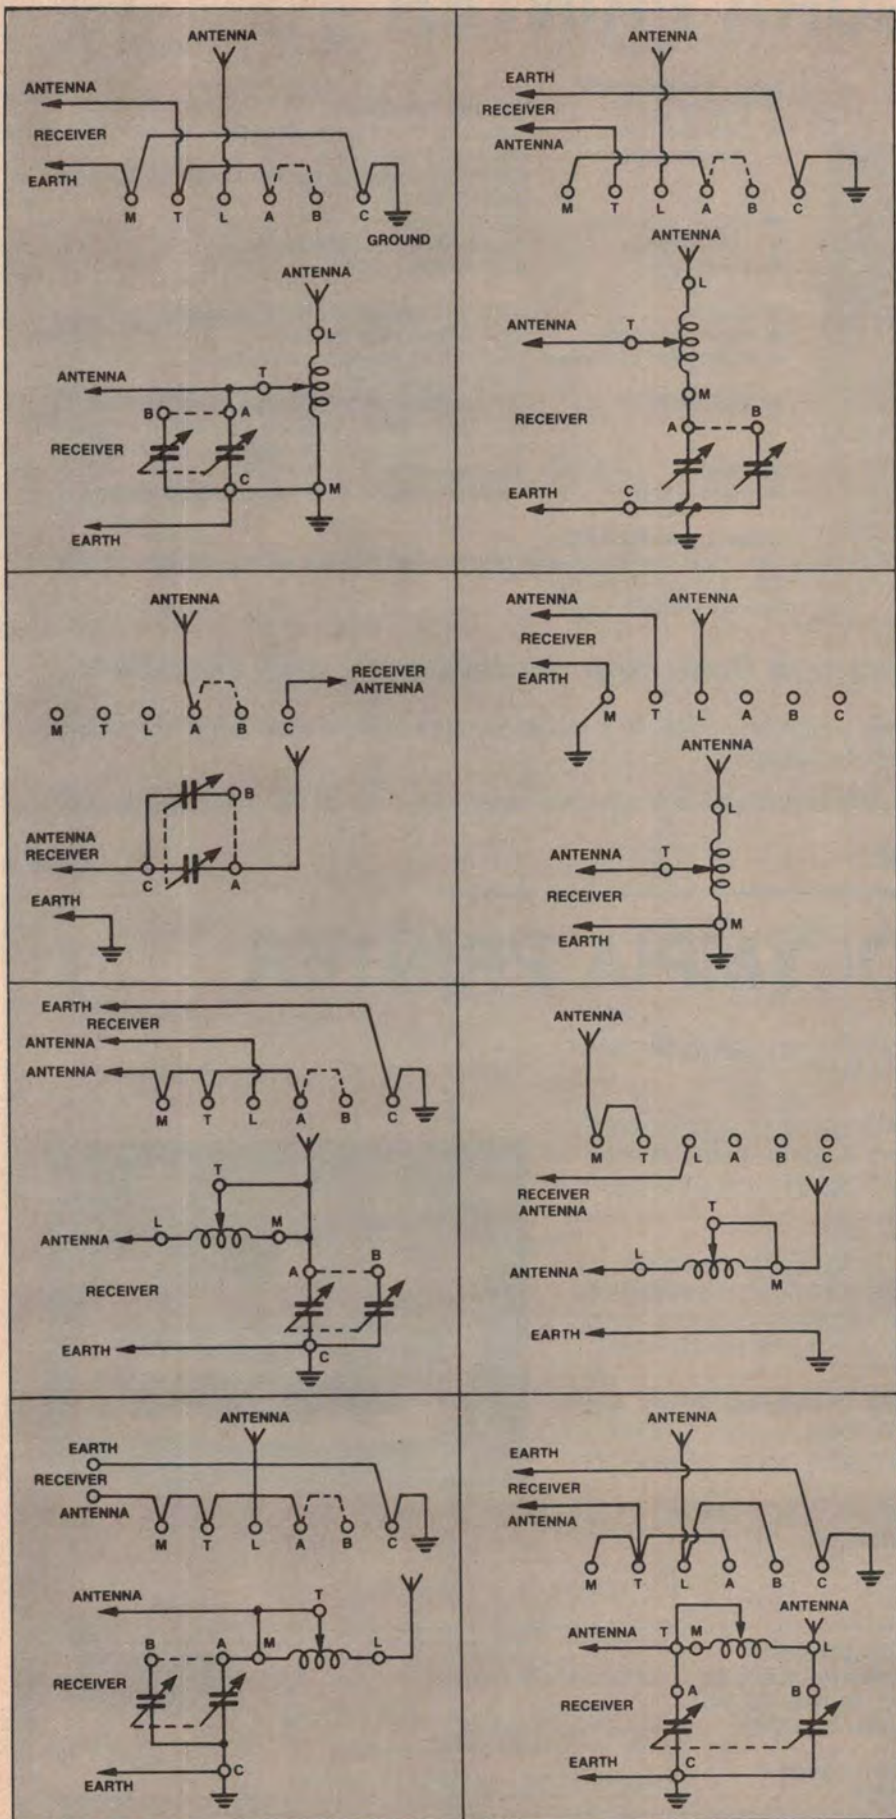 ANTENNA
ANTENNA
RECEIVER
EARTH
M T L A B C
GROUND
ANTENNA
L
T
ANTENNA
B A
RECEIVER
C
M
EARTH
ANTENNA
EARTH
RECEIVER
ANTENNA
M T L A B C
ANTENNA
L
T
ANTENNA
M
RECEIVER
A B
EARTH
C
ANTENNA
RECEIVER
ANTENNA
M T L A B C
B
ANTENNA
RECEIVER
C A
EARTH
ANTENNA ANTENNA
RECEIVER
EARTH
M T L A B C
ANTENNA
L
T
ANTENNA
RECEIVER
M
EARTH
EARTH
RECEIVER
ANTENNA
ANTENNA
M T L A B C
T
L M
ANTENNA
A B
RECEIVER
EARTH
C
ANTENNA
M T L A B C
RECEIVER
ANTENNA
T
L
ANTENNA
M
EARTH
ANTENNA
EARTH
RECEIVER
ANTENNA
M T L A B C
ANTENNA
T
B A M L
RECEIVER
C
EARTH
ANTENNA
EARTH
RECEIVER
ANTENNA
M T L A B C
ANTENNA
ANTENNA T M
L
A B
RECEIVER
C
EARTH